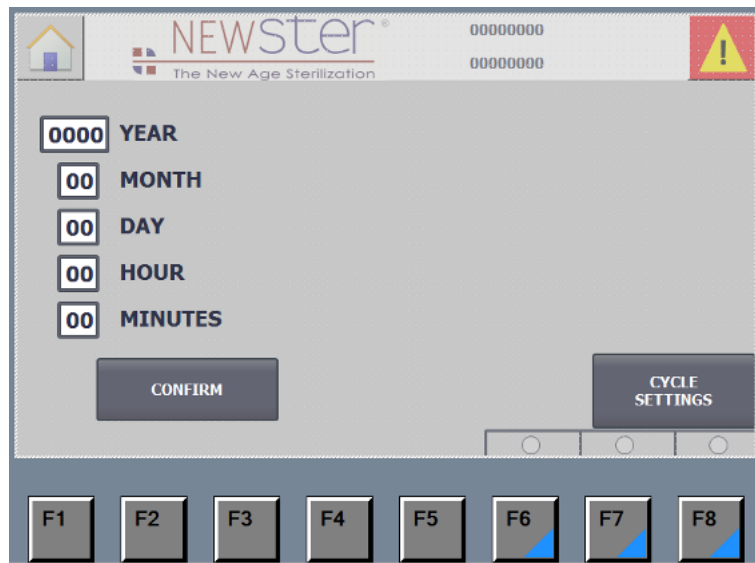 NEWSter®
00000000
The New Age Sterilization
00000000
0000 YEAR
00 MONTH
00 DAY
00 HOUR
00 MINUTES
CONFIRM
CYCLE
SETTINGS
F1 F2 F3 F4 F5 F6 F7 F8